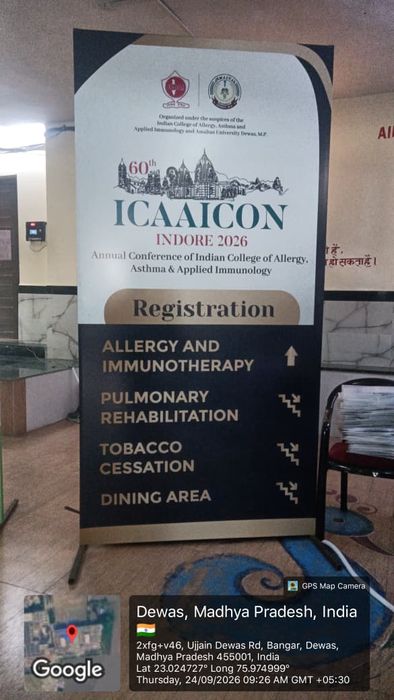 Organized under the auspices of the
Indian College of Allergy, Asthma and
Applied Immunology and Amaltas University Dewas, M.P.
60th
ICAAICON
INDORE 2026
Annual Conference of Indian College of Allergy,
Asthma & Applied Immunology
Registration
ALLERGY AND
IMMUNOTHERAPY
PULMONARY
REHABILITATION
TOBACCO
CESSATION
DINING AREA
हैं,
हो सकता है।
GPS Map Camera
Dewas, Madhya Pradesh, India
2xfg+v46, Ujjain Dewas Rd, Bangar, Dewas,
Madhya Pradesh 455001, India
Lat 23.024727° Long 75.974999°
Thursday, 24/09/2026 09:26 AM GMT +05:30
Google